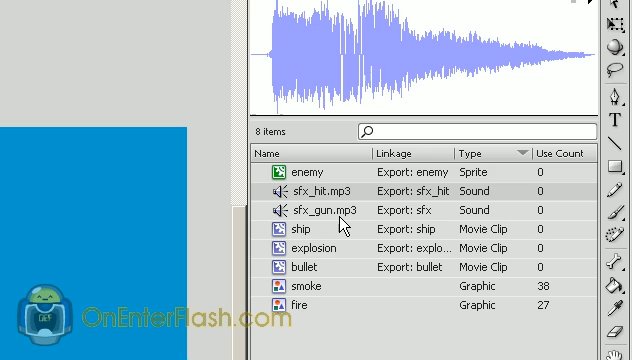 8 items
Name Linkage Type Use Count
enemy Export: enemy Sprite 0
sfx_hit.mp3 Export: sfx_hit Sound 0
sfx_gun.mp3 Export: sfx Sound 0
ship Export: ship Movie Clip 0
explosion Export: explo... Movie Clip 0
bullet Export: bullet Movie Clip 0
smoke Graphic 38
fire Graphic 27
OEF OnEnterFlash.com
T